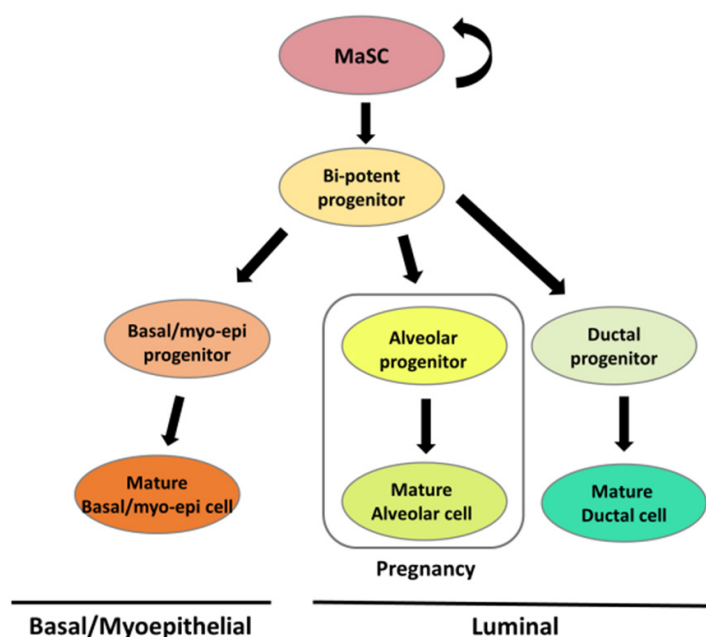 MaSC
Bi-potent
progenitor
Basal/myo-epi
progenitor
Alveolar
progenitor
Ductal
progenitor
Mature
Basal/myo-epi cell
Mature
Alveolar cell
Mature
Ductal cell
Pregnancy
Basal/Myoepithelial
Luminal